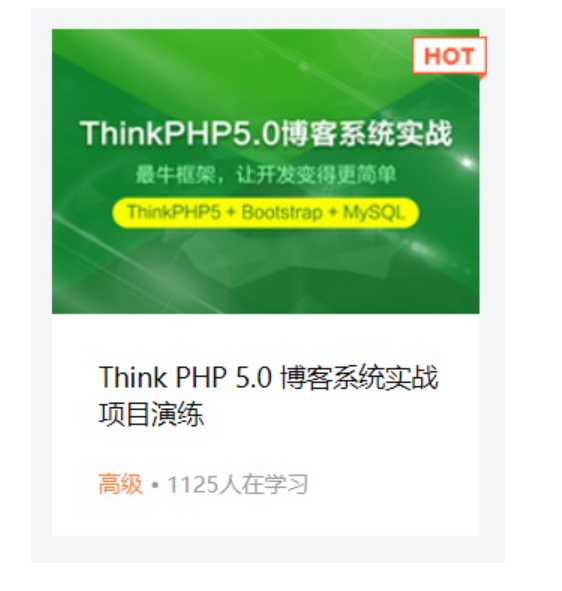 HOT
ThinkPHP5.0博客系统实战
最牛框架，让开发变得更简单
ThinkPHP5 + Bootstrap + MySQL
Think PHP 5.0 博客系统实战
项目演练
高级 • 1125人在学习